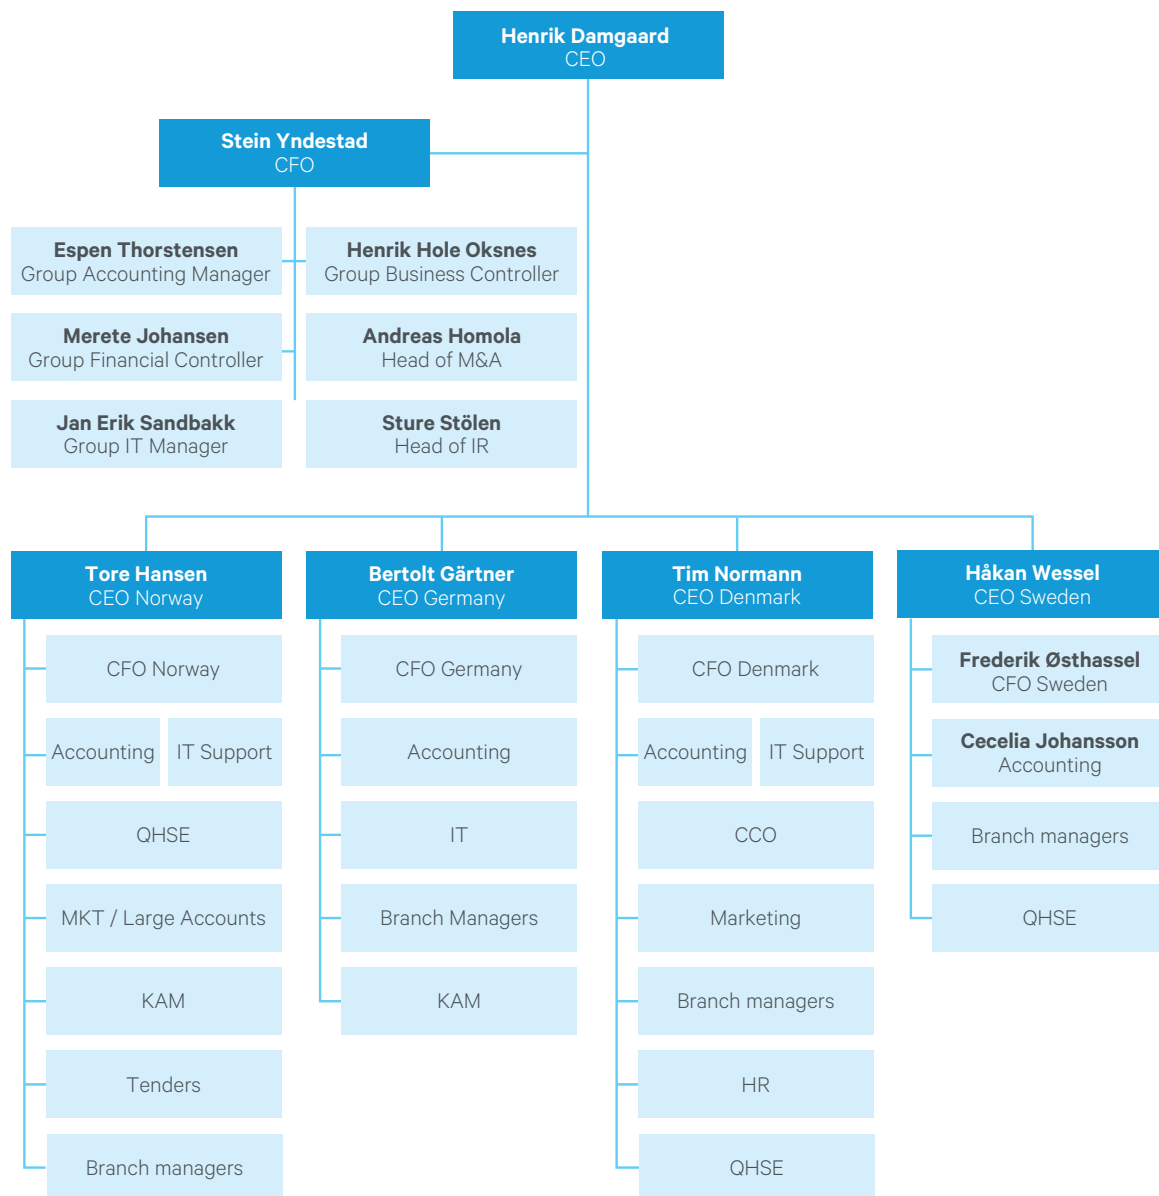 Henrik Damgaard
CEO
Stein Yndestad
CFO
Espen Thorstensen
Group Accounting Manager
Henrik Hole Oksnes
Group Business Controller
Merete Johansen
Group Financial Controller
Andreas Homola
Head of M&A
Jan Erik Sandbakk
Group IT Manager
Sture Stölen
Head of IR
Tore Hansen
CEO Norway
CFO Norway
Accounting
IT Support
QHSE
MKT / Large Accounts
KAM
Tenders
Branch managers
Bertolt Gärtner
CEO Germany
CFO Germany
Accounting
IT
Branch Managers
KAM
Tim Normann
CEO Denmark
CFO Denmark
Accounting
IT Support
CCO
Marketing
Branch managers
HR
QHSE
Håkan Wessel
CEO Sweden
Frederik Østhassel
CFO Sweden
Cecelia Johansson
Accounting
Branch managers
QHSE